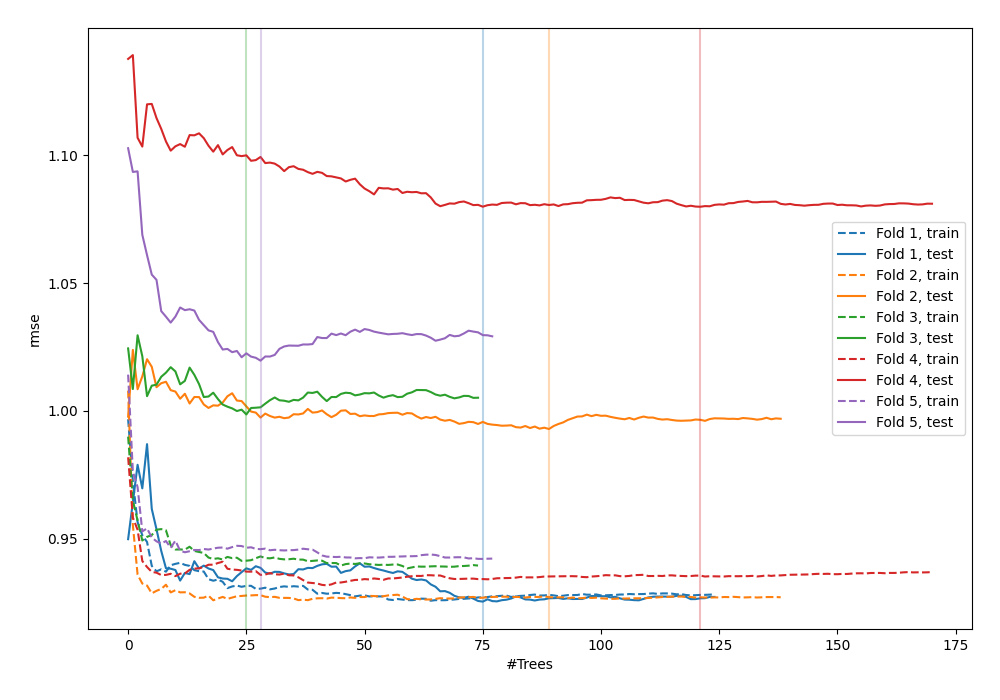 1.10
1.05
1.00
0.95
rmse
Fold 1, train
Fold 1, test
Fold 2, train
Fold 2, test
Fold 3, train
Fold 3, test
Fold 4, train
Fold 4, test
Fold 5, train
Fold 5, test
0 25 50 75 100 125 150 175
#Trees